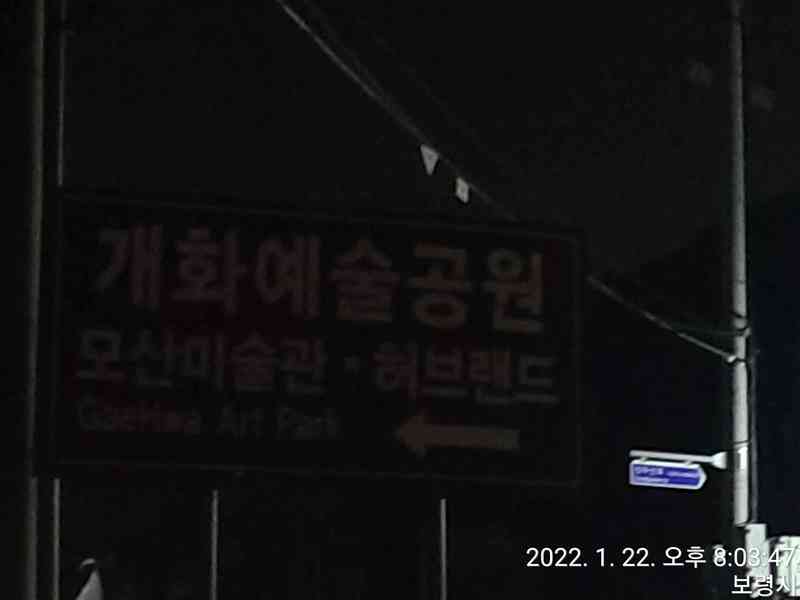 개화예술공원
모산미술관 · 허브랜드
GaeHwa Art Park
2022. 1. 22. 오후 8:03:47
보령시